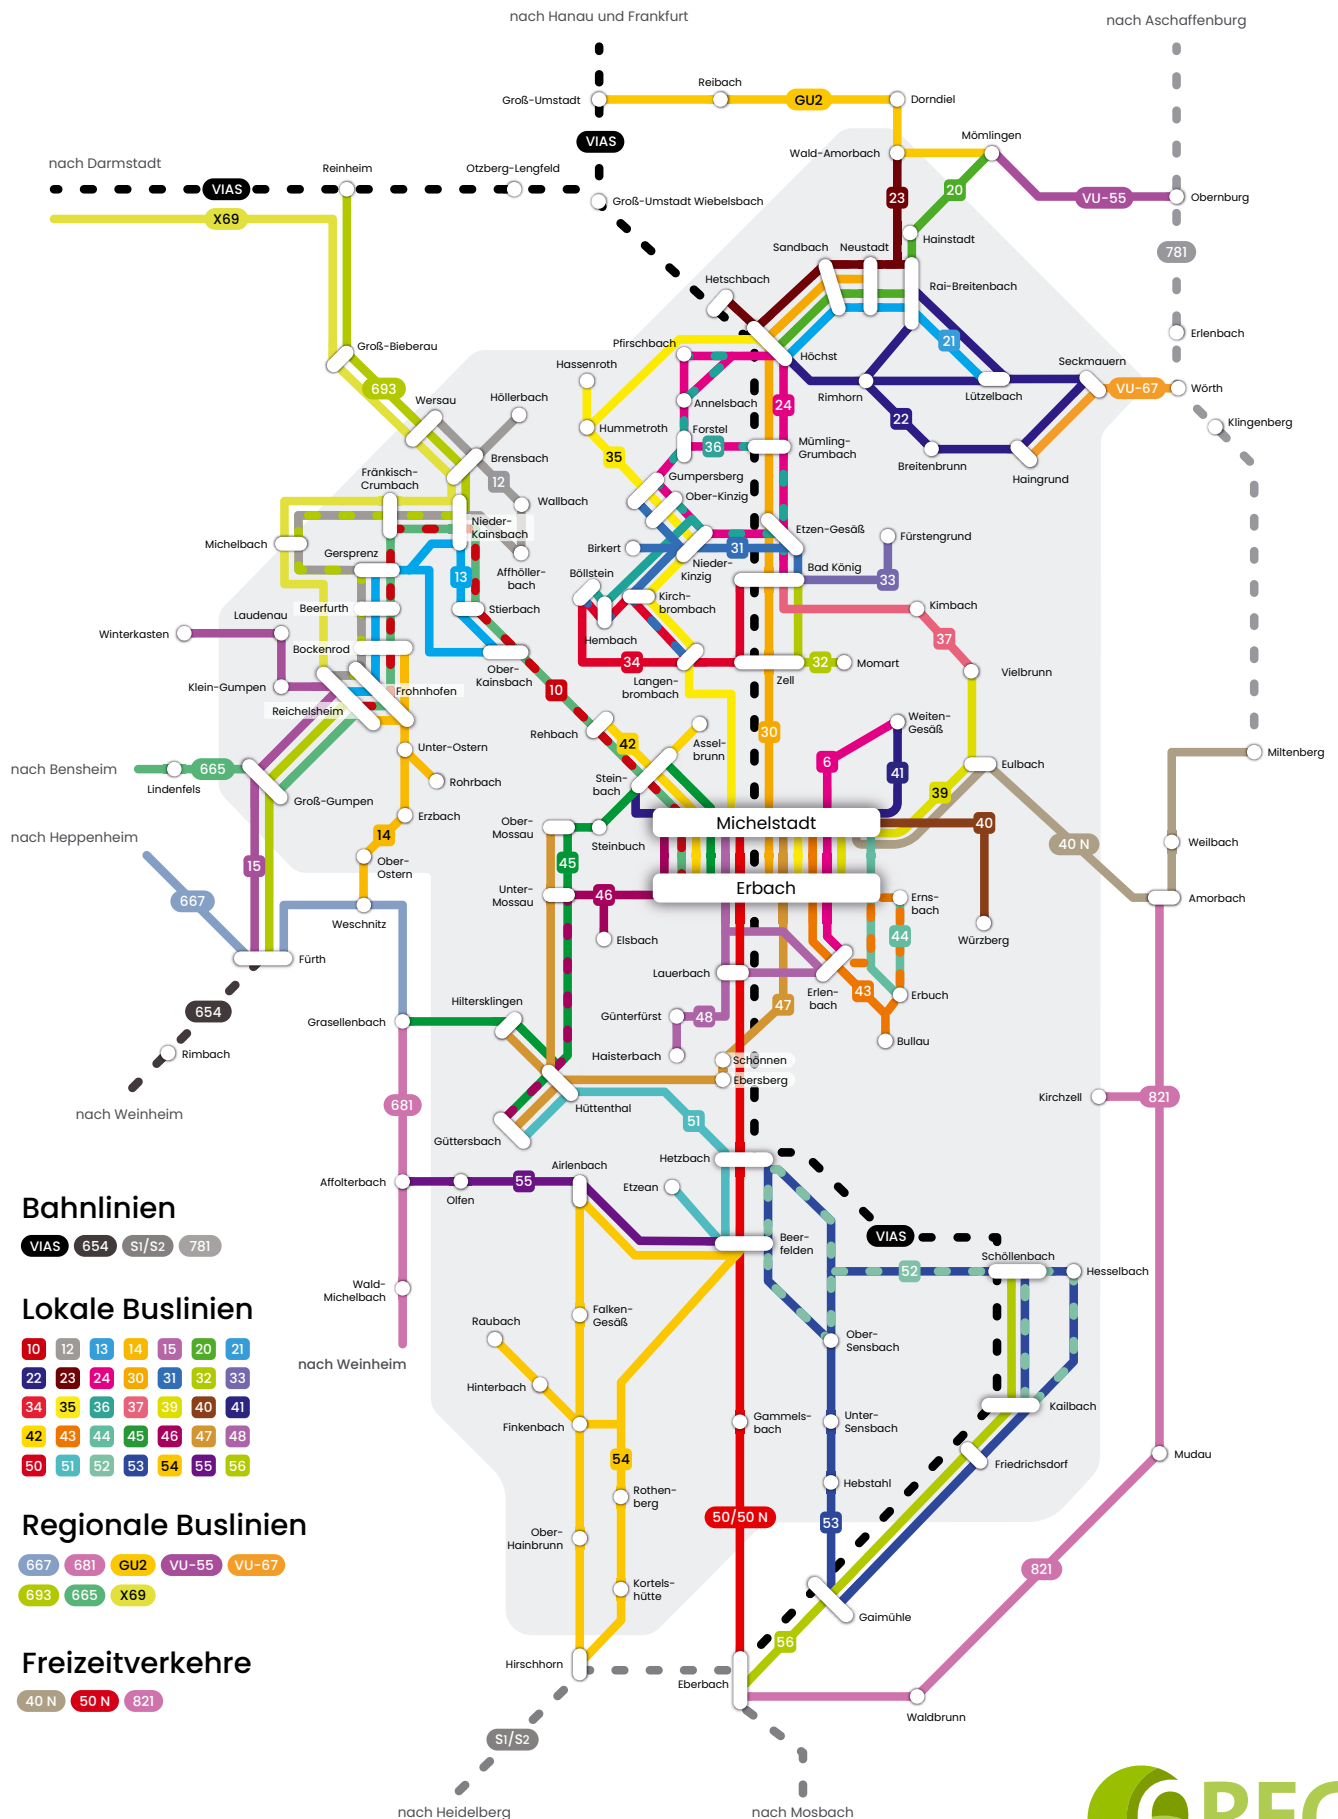 nach Hanau und Frankfurt
nach Aschaffenburg
Reibach
Groß-Umstadt
GU2
Dorndiel
VIAS
Mömlingen
Wald-Amorbach
nach Darmstadt
Reinheim
Otzberg-Lengfeld
VIAS
20
23
VU-55
Obernburg
Groß-Umstadt Wiebelsbach
X69
Hainstadt
Sandbach
Neustadt
781
Hetschbach
Rai-Breitenbach
Erlenbach
21
Pfirschbach
Groß-Bieberau
Höchst
Seckmauern
Hassenroth
693
VU-67
Wörth
Rimhorn
Lützelbach
Wersau
Höllerbach
Annelsbach
24
22
Klingenberg
Hummetroth
Forstel
36
Mümling-
Grumbach
35
Brensbach
Breitenbrunn
Fränkisch-
Crumbach
12
Gumpersberg
Haingrund
Ober-Kinzig
Wallbach
Nieder-
Kainsbach
Etzen-Gesäß
Fürstengrund
Michelbach
Gersprenz
Birkert
31
Nieder-
Kinzig
Bad König
13
Affhöller-
bach
Böllstein
33
Beerfurth
Kirch-
brombach
Stierbach
Kimbach
Laudenau
Winterkasten
Hembach
37
Bockenrod
34
32
Momart
Ober-
Kainsbach
Langen-
brombach
Zell
Vielbrunn
Klein-Gumpen
Frohnhofen
10
Reichelsheim
Weiten-
Gesäß
Rehbach
42
Assel-
brunn
30
Unter-Ostern
6
Miltenberg
nach Bensheim
665
Eulbach
Lindenfels
Rohrbach
Stein-
bach
41
Groß-Gumpen
39
Erzbach
Ober-
Mossau
Michelstadt
40
nach Heppenheim
14
Steinbuch
40 N
Weilbach
15
Ober-
Ostern
45
Erbach
Unter-
Mossau
46
667
Erns-
bach
Amorbach
Weschnitz
Elsbach
44
Würzberg
Fürth
Lauerbach
Erlen-
bach
43
Erbuch
Hiltersklingen
47
654
Günterfürst
48
Grasellenbach
Bullau
Rimbach
Haisterbach
Schönnen
Ebersberg
nach Weinheim
681
Hüttenthal
Kirchzell
821
51
Güttersbach
Hetzbach
Airlenbach
Affolterbach
55
Etzean
Olfen
Beer-
felden
VIAS
Schöllenbach
52
Hesselbach
Wald-
Michelbach
Falken-
Gesäß
Raubach
Ober-
Sensbach
nach Weinheim
Hinterbach
Kailbach
Finkenbach
Gammels-
bach
Unter-
Sensbach
54
Friedrichsdorf
Mudau
Rothen-
berg
Hebstahl
50/50 N
53
Ober-
Hainbrunn
821
Kortels-
hütte
Gaimühle
56
Hirschhorn
Eberbach
Waldbrunn
S1/S2
nach Heidelberg
nach Mosbach
Bahnlinien
VIAS 654 S1/S2 781
Lokale Buslinien
10 12 13 14 15 20 21
22 23 24 30 31 32 33
34 35 36 37 39 40 41
42 43 44 45 46 47 48
50 51 52 53 54 55 56
Regionale Buslinien
667 681 GU2 VU-55 VU-67
693 665 X69
Freizeitverkehre
40 N 50 N 821